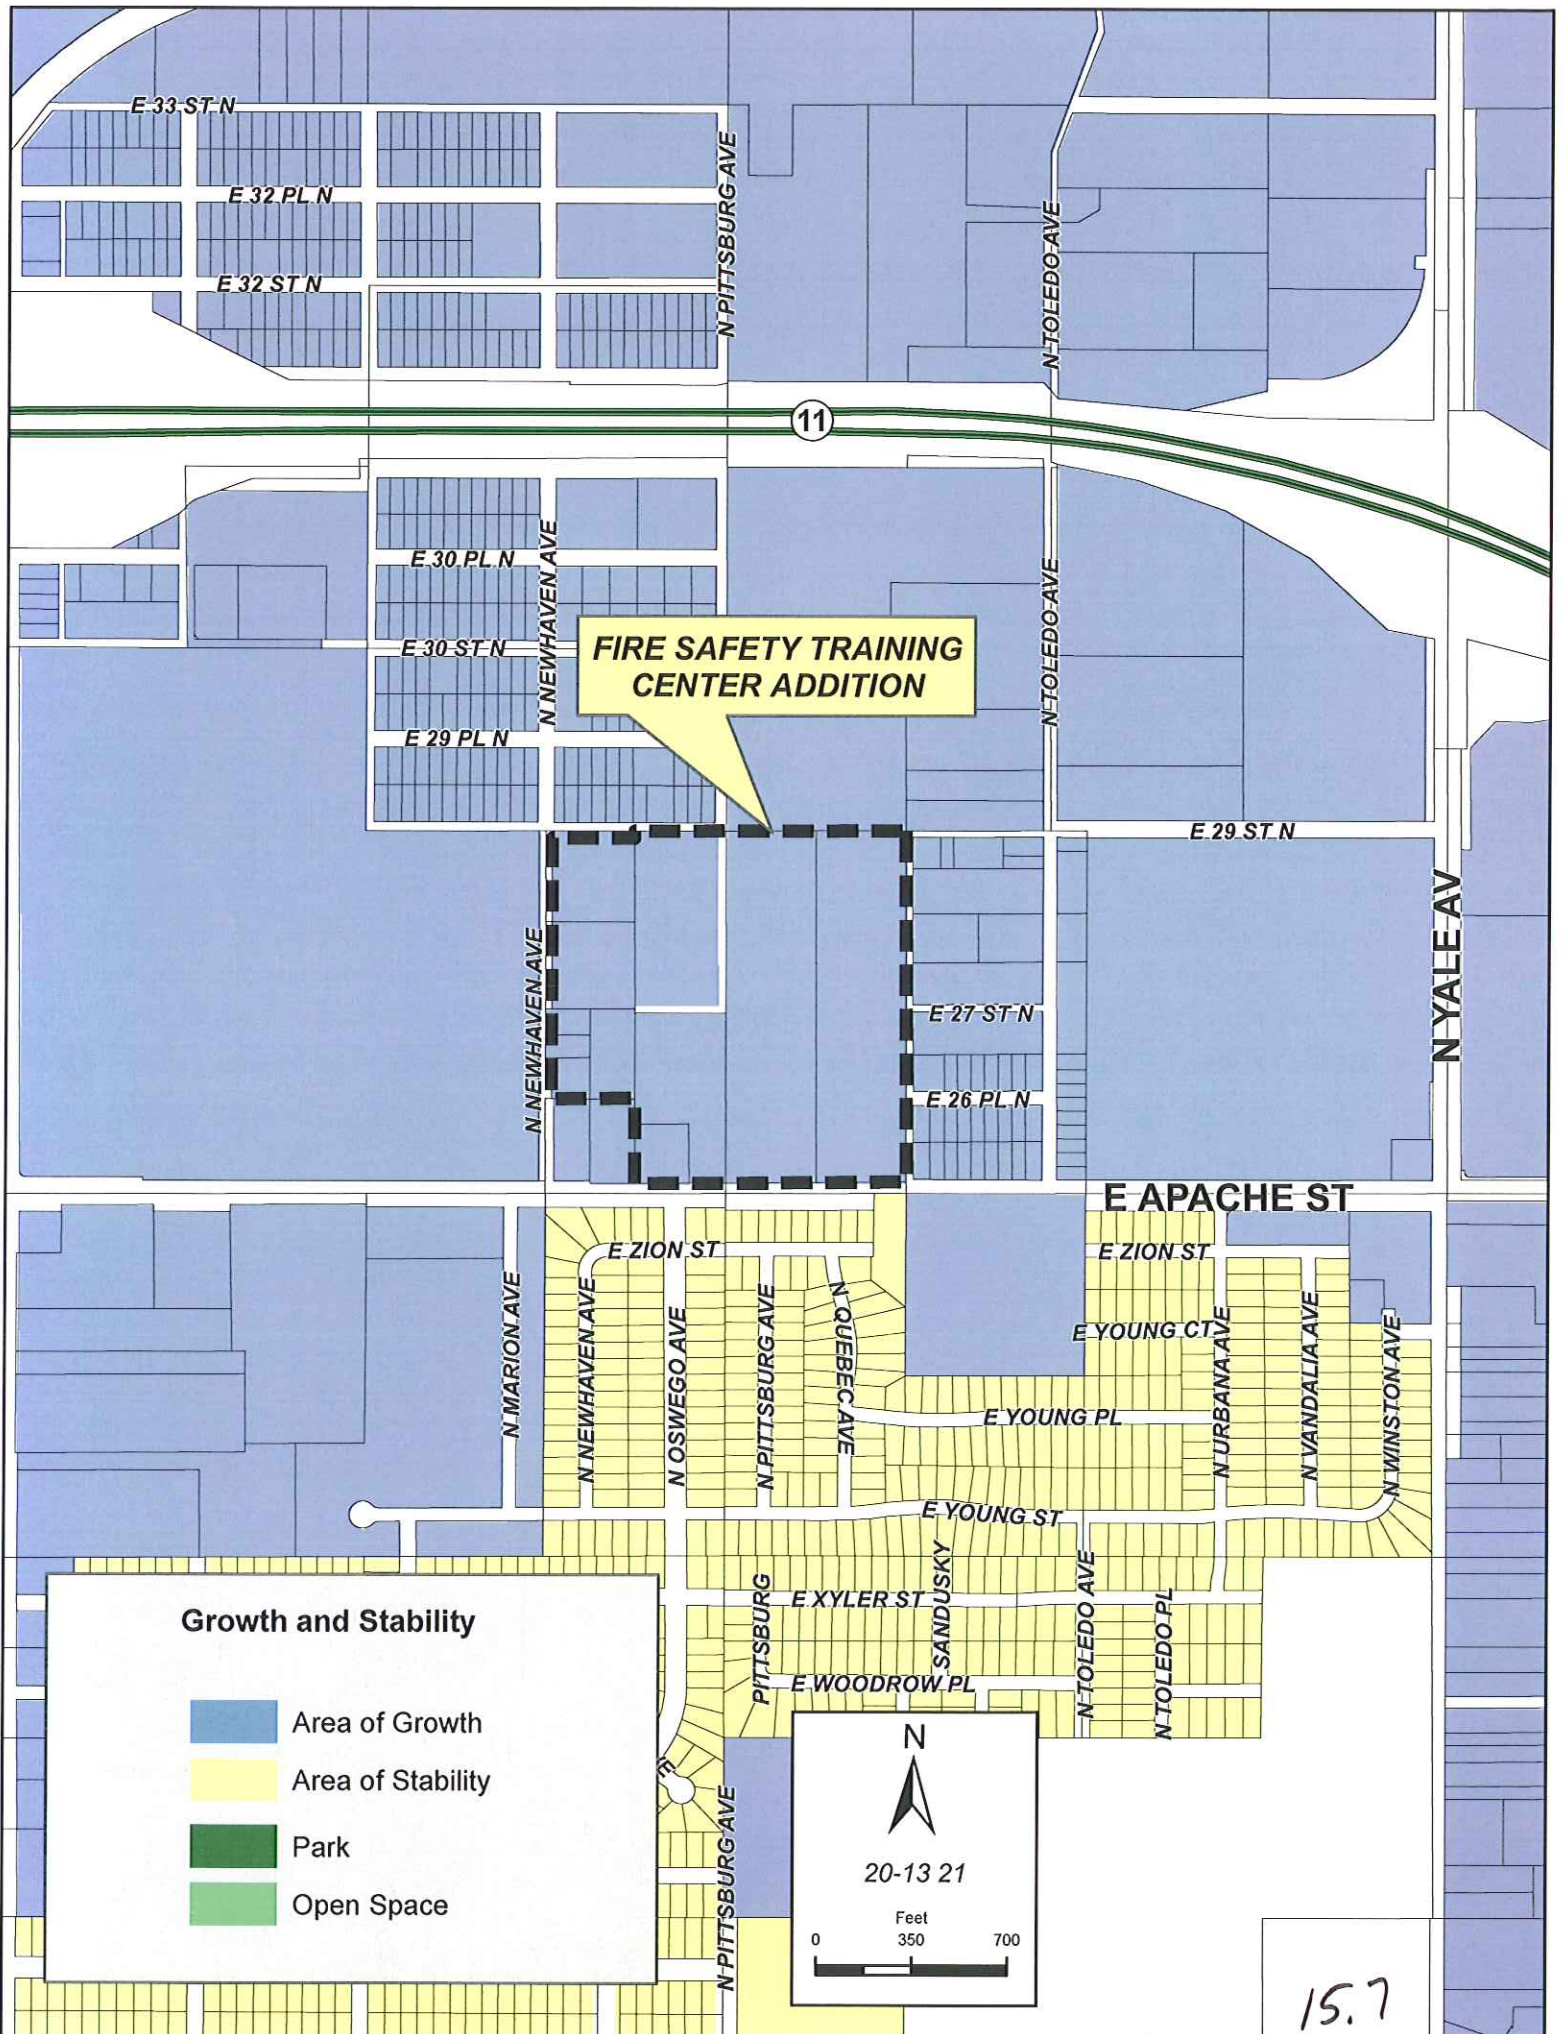 E 33 ST N
E 32 PL N
E 32 ST N
N PITTSBURG AVE
N TOLEDO AVE
11
E 30 PL N
E 30 ST N
E 29 PL N
N NEWHAVEN AVE
FIRE SAFETY TRAINING
CENTER ADDITION
N TOLEDO AVE
E 29 ST N
N NEWHAVEN AVE
E 27 ST N
E 26 PL N
N YALE AV
E APACHE ST
E ZION ST
E ZION ST
N MARION AVE
N NEWHAVEN AVE
N OSWEGO AVE
N PITTSBURG AVE
N QUEBEC AVE
E YOUNG CT
E YOUNG PL
N URBANA AVE
N VANDALIA AVE
N WINSTON AVE
E YOUNG ST
E XYLER ST
PITTSBURG
SANDUSKY
N TOLEDO AVE
N TOLEDO PL
E WOODROW PL
N PITTSBURG AVE
Growth and Stability
Area of Growth
Area of Stability
Park
Open Space
N
20-13 21
Feet
0 350 700
15.7